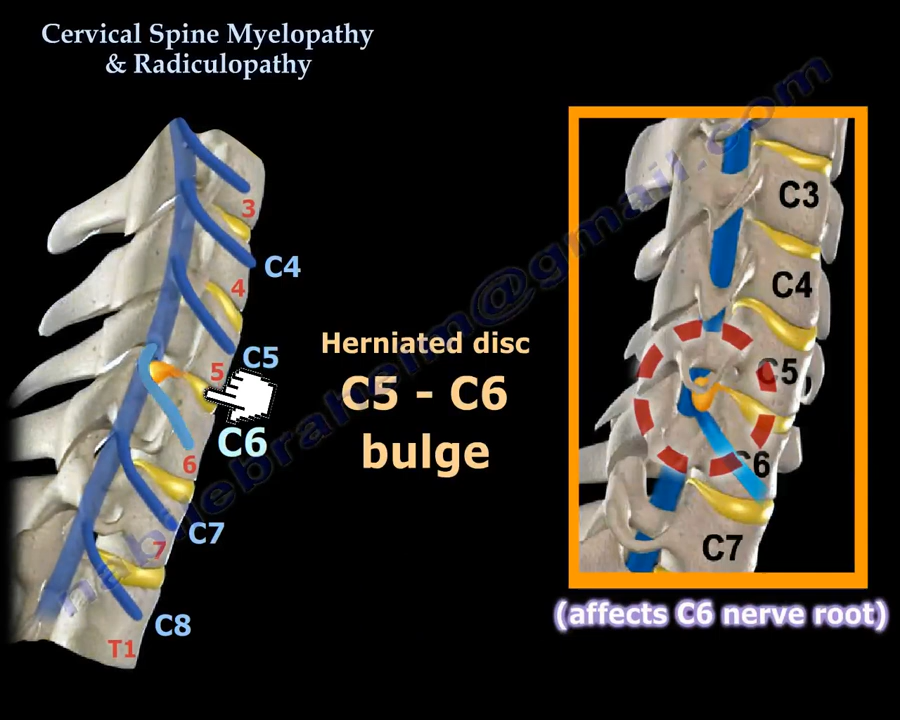 Cervical Spine Myelopathy
& Radiculopathy
3
C4
4
C5
5
C6
6
C7
7
C8
T1
Herniated disc
C5 - C6
bulge
C3
C4
C5
C6
C7
(affects C6 nerve root)